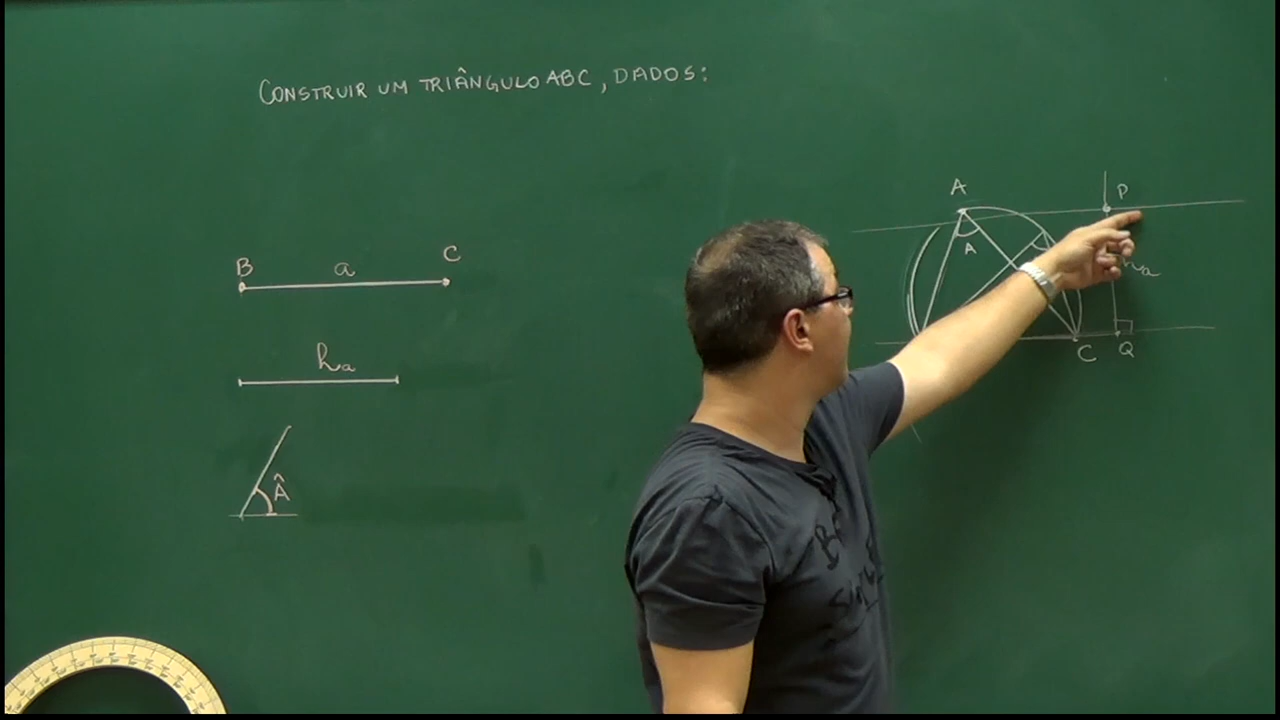 CONSTRUIR UM TRIÂNGULO ABC, DADOS:
B a C
ha
Â
A P
A
ha
C Q